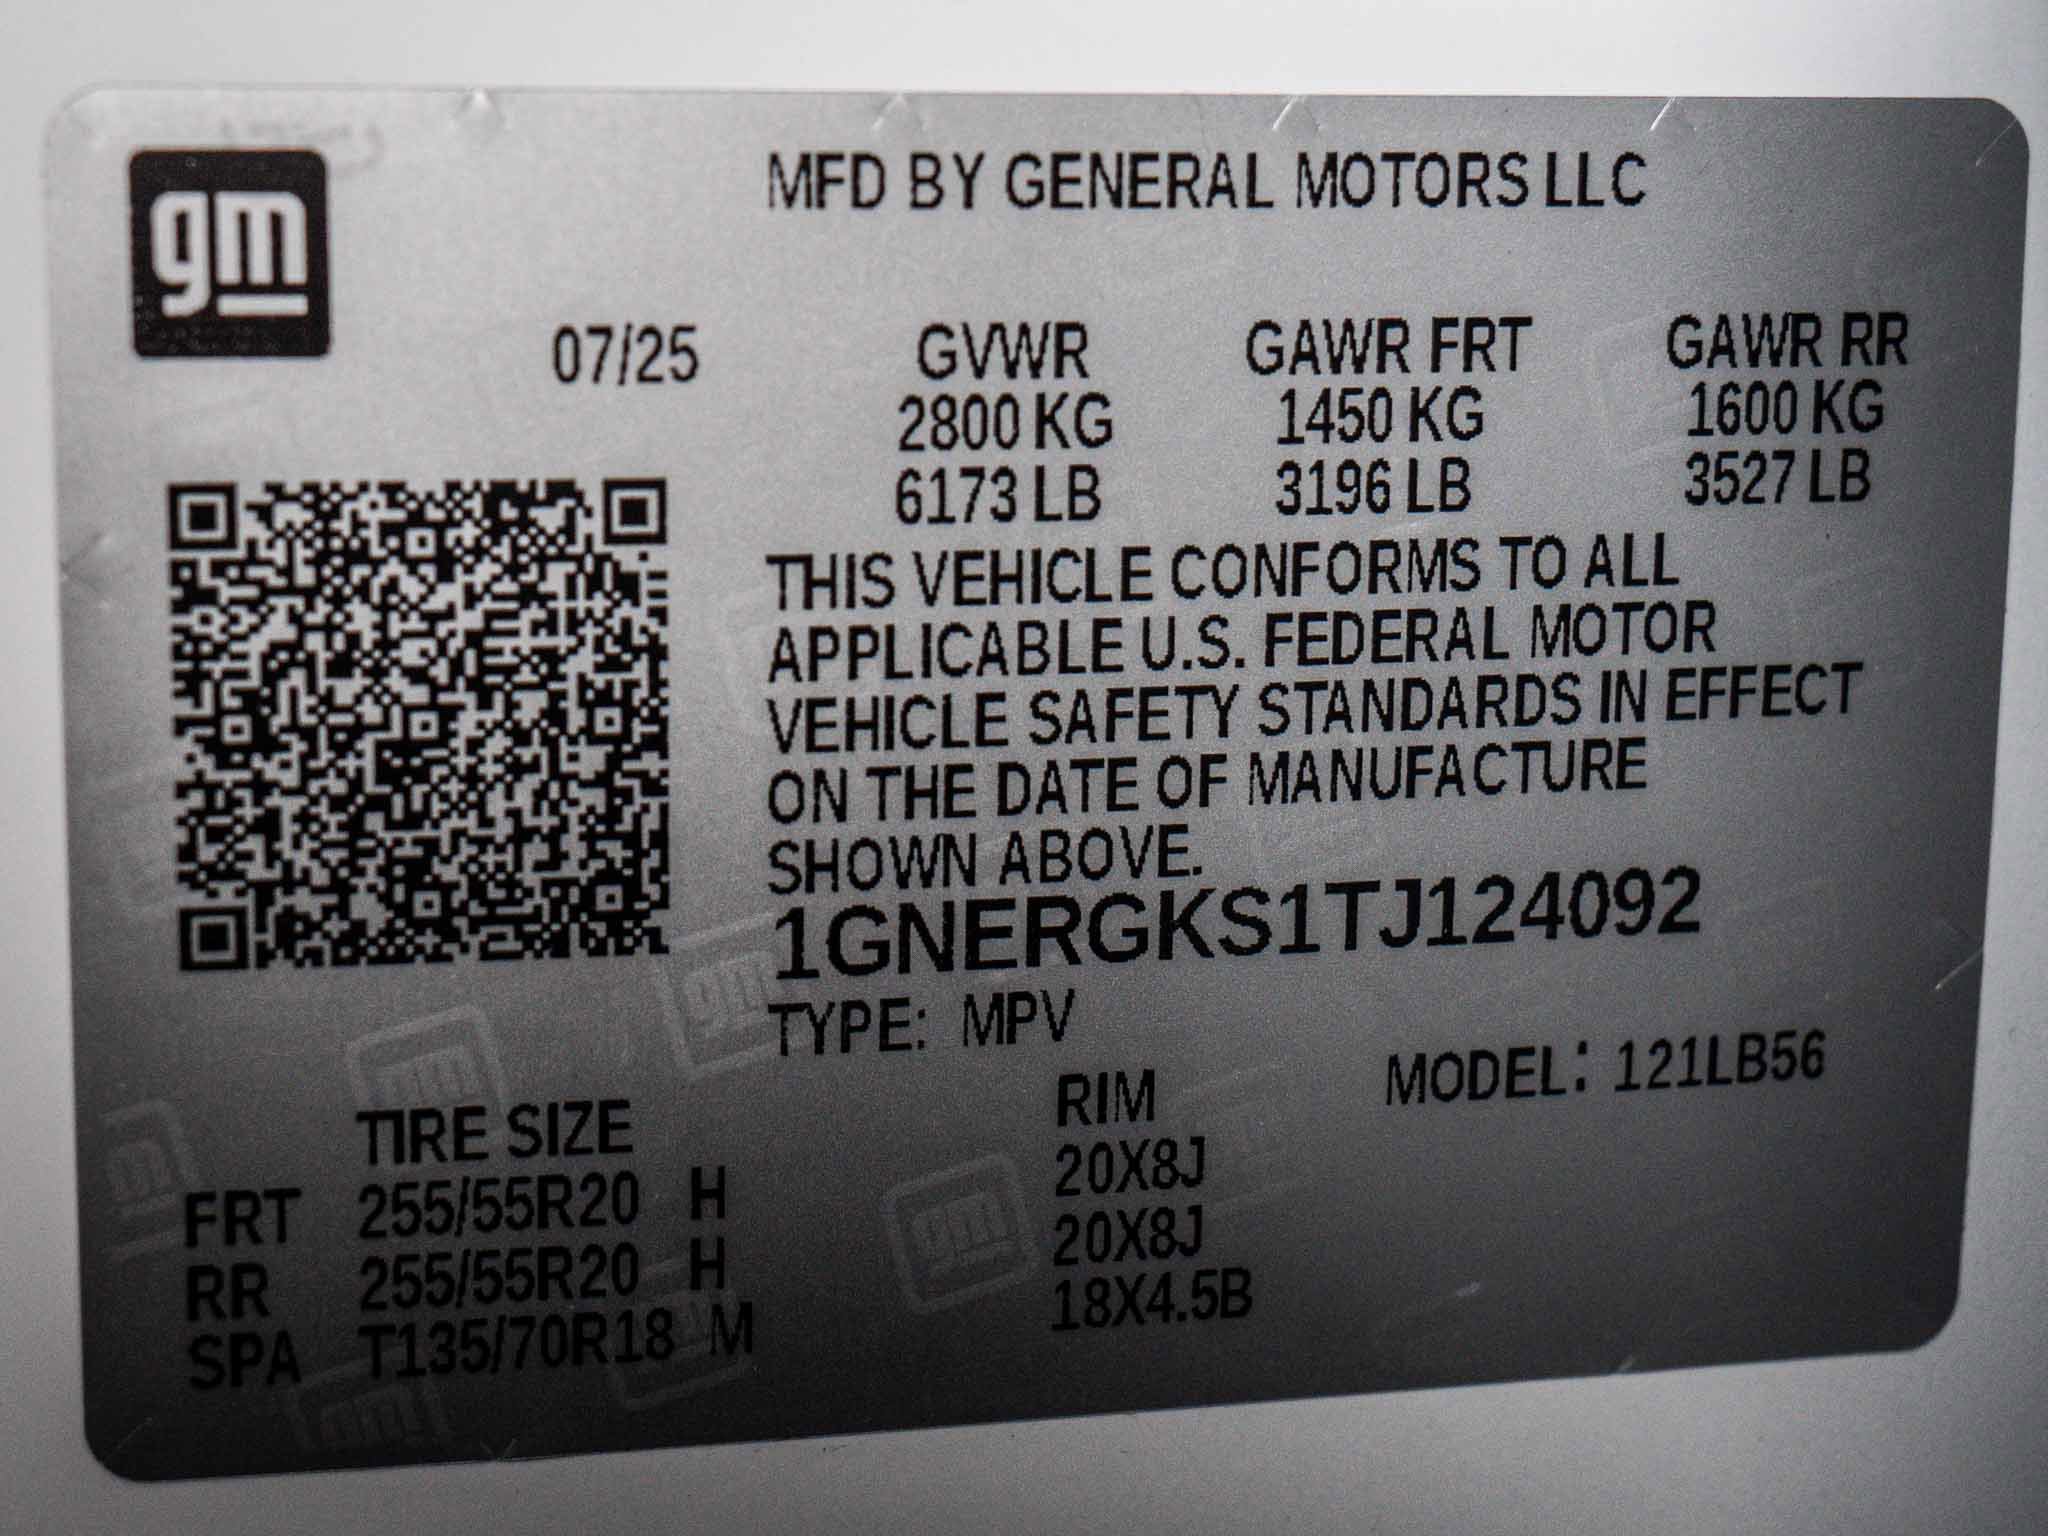 gm
MFD BY GENERAL MOTORS LLC
07/25 GVWR GAWR FRT GAWR RR
2800 KG 1450 KG 1600 KG
6173 LB 3196 LB 3527 LB
THIS VEHICLE CONFORMS TO ALL
APPLICABLE U.S. FEDERAL MOTOR
VEHICLE SAFETY STANDARDS IN EFFECT
ON THE DATE OF MANUFACTURE
SHOWN ABOVE.
1GNERGKS1TJ124092
TYPE: MPV
MODEL: 121LB56
TIRE SIZE RIM
FRT 255/55R20 H 20X8J
RR 255/55R20 H 20X8J
SPA T135/70R18 M 18X4.5B